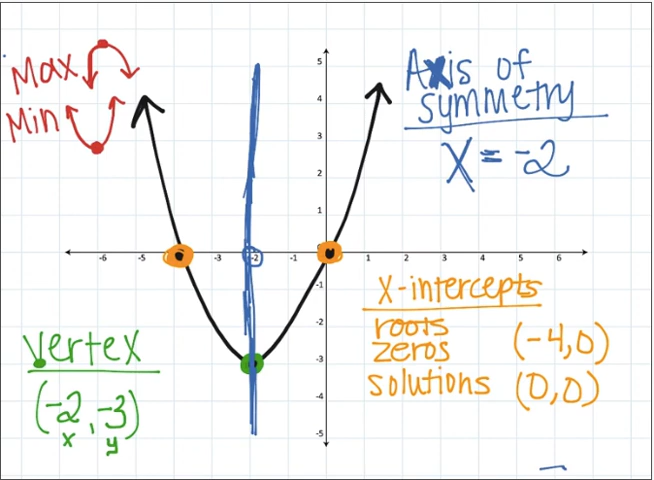 Max
Min
Axis of
symmetry
X = -2
5
4
3
2
1
0
-6 -5 -3 -2 -1 1 2 3 4 5 6
-1
-2
-3
-4
-5
X-intercepts
roots
zeros (-4,0)
solutions (0,0)
Vertex
(-2, -3)
x y